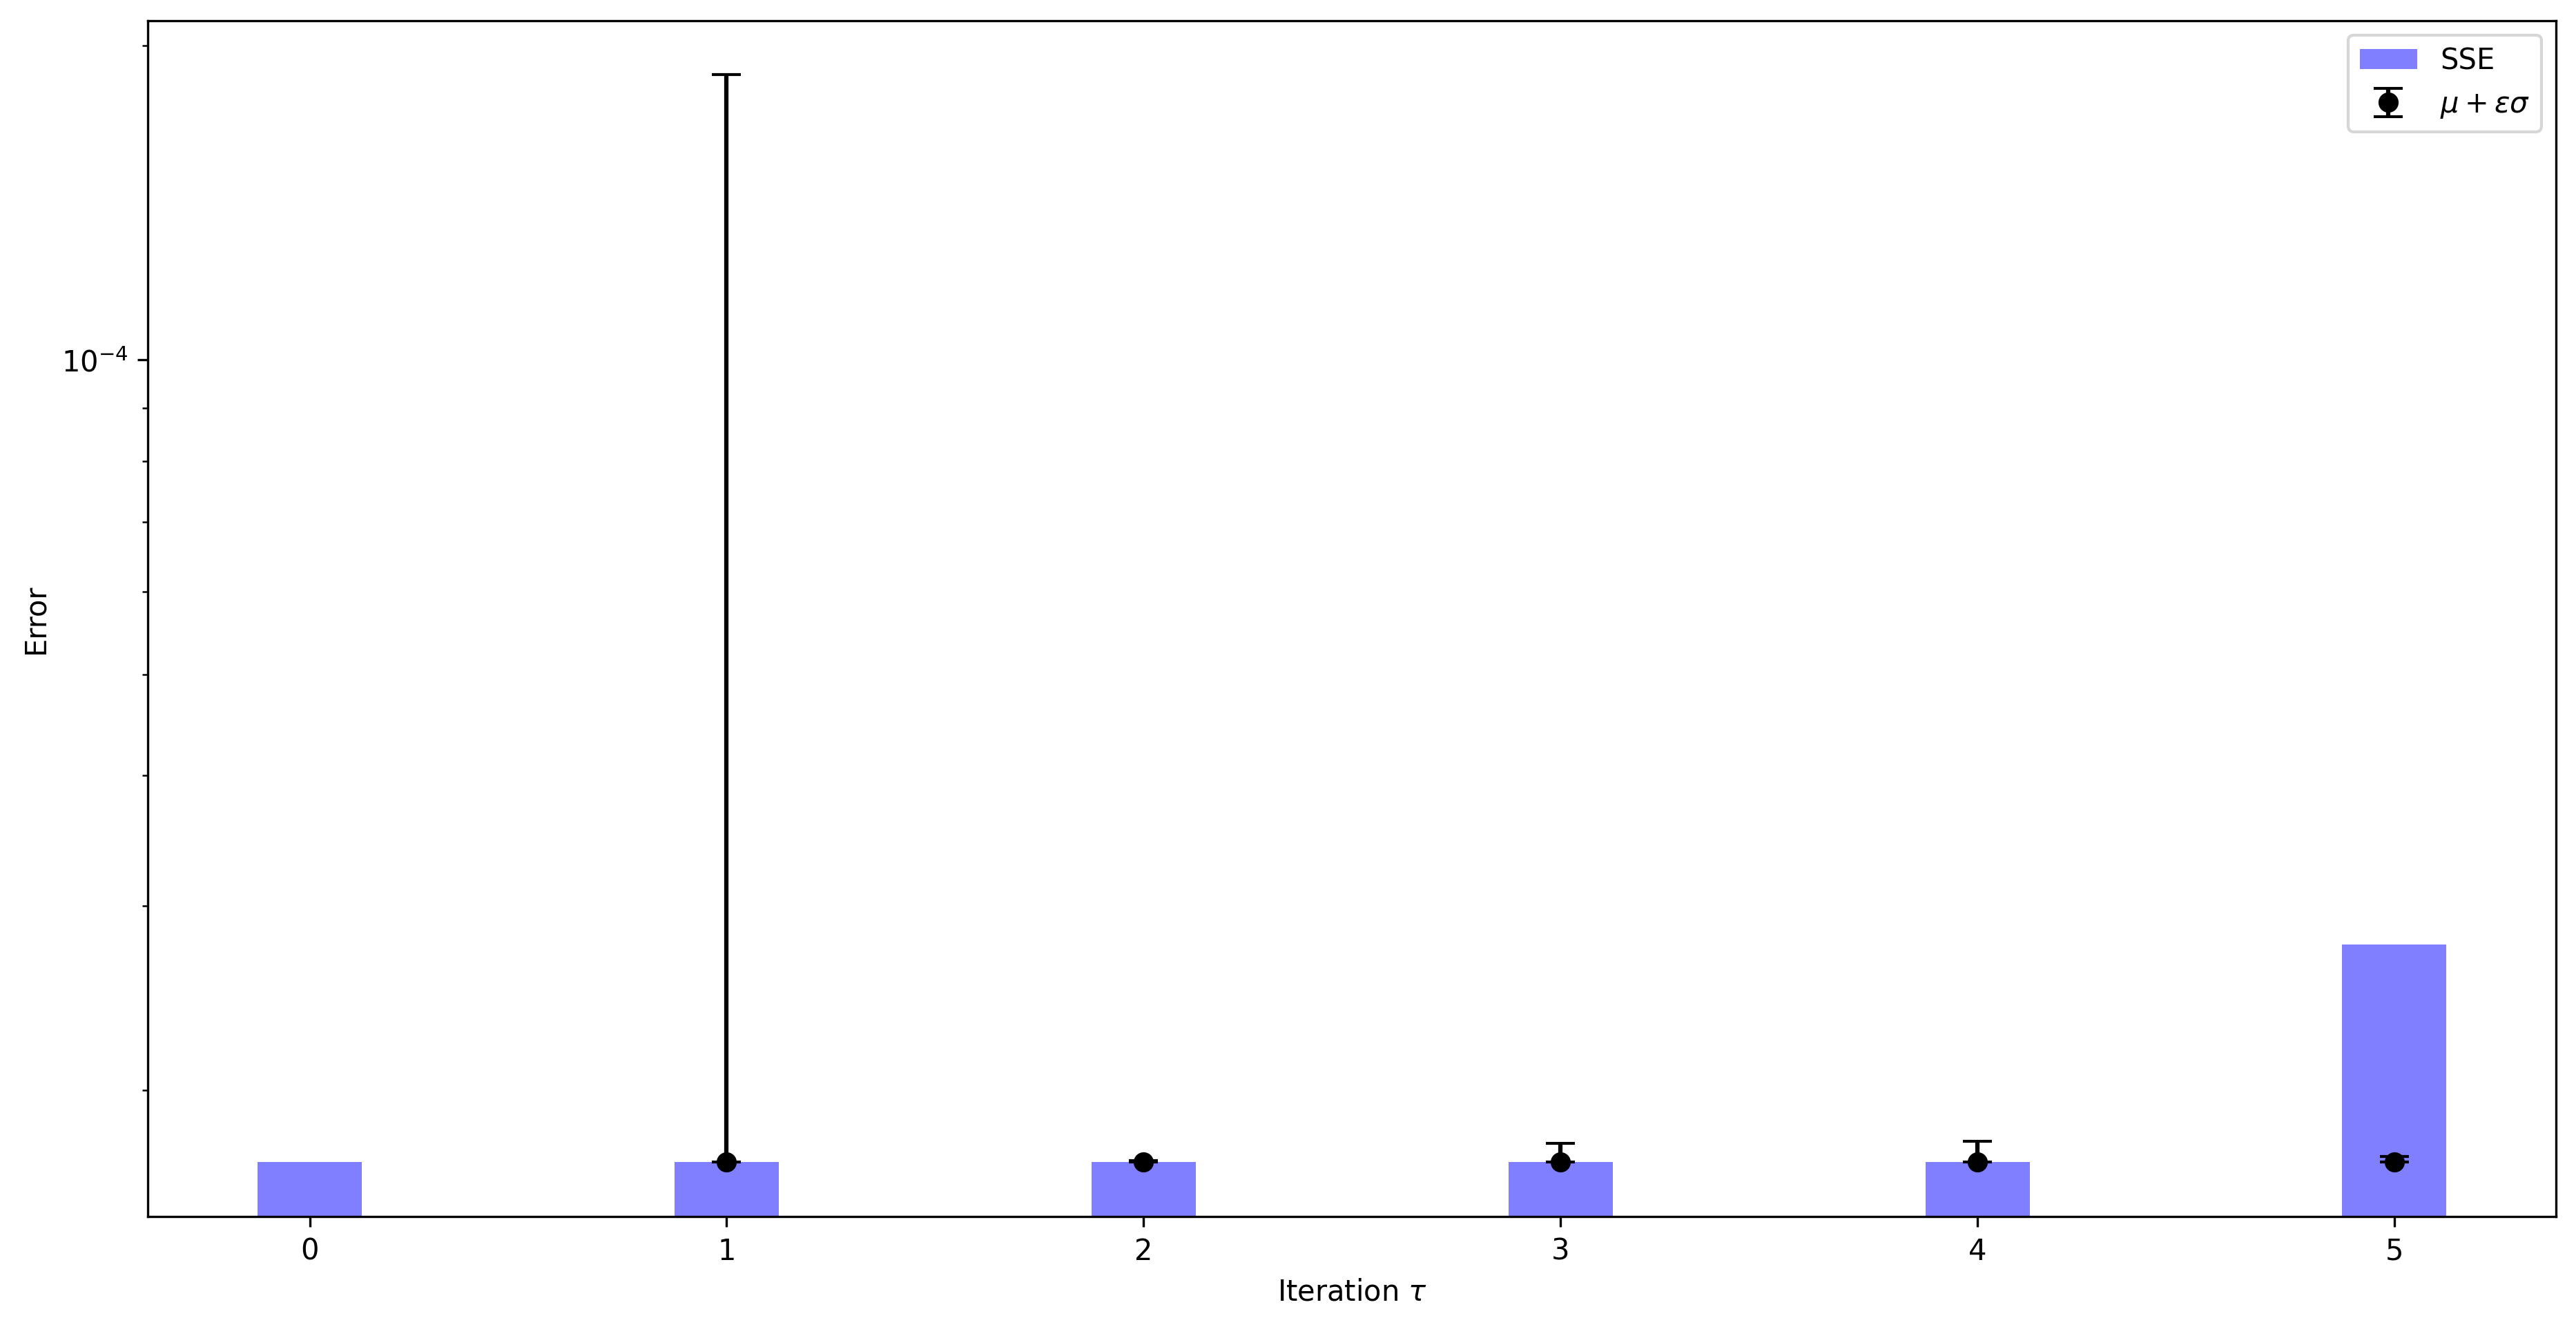 SSE
μ + εσ
10⁻⁴
Error
0 1 2 3 4 5
Iteration τ